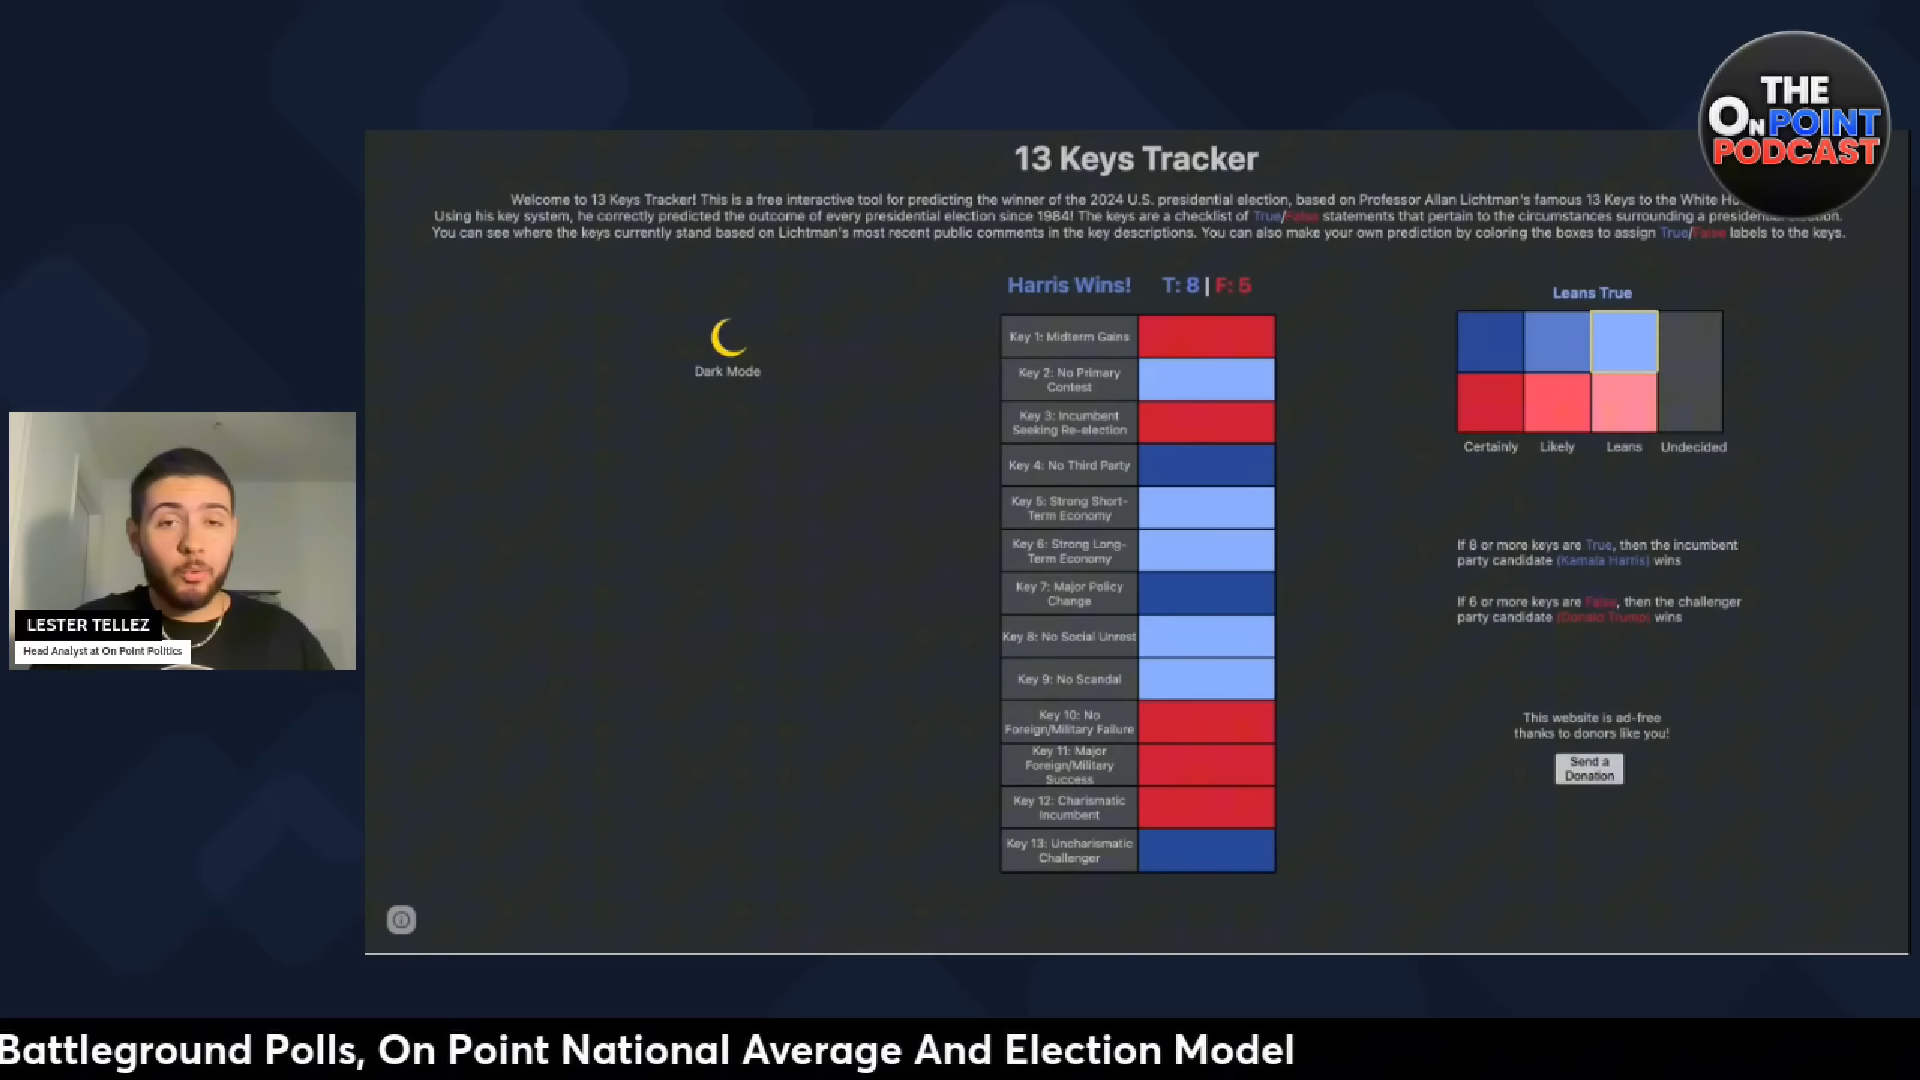 THE
ON POINT
PODCAST
13 Keys Tracker
Welcome to 13 Keys Tracker! This is a free interactive tool for predicting the winner of the 2024 U.S. presidential election, based on Professor Allan Lichtman's famous 13 Keys to the White
Using his key system, he correctly predicted the outcome of every presidential election since 1984! The keys are a checklist of True/False statements that pertain to the circumstances surrounding a presidential election.
You can see where the keys currently stand based on Lichtman's most recent public comments in the key descriptions. You can also make your own prediction by coloring the boxes to assign True/False labels to the keys.
Harris Wins! T: 8 | F: 5
Dark Mode
Key 1: Midterm Gains
Key 2: No Primary
Contest
Key 3: Incumbent
Seeking Re-election
Key 4: No Third Party
Key 5: Strong Short-
Term Economy
Key 6: Strong Long-
Term Economy
Key 7: Major Policy
Change
Key 8: No Social Unrest
Key 9: No Scandal
Key 10: No
Foreign/Military Failure
Key 11: Major
Foreign/Military
Success
Key 12: Charismatic
Incumbent
Key 13: Uncharismatic
Challenger
Leans True
Certainly Likely Leans Undecided
If 8 or more keys are True, then the incumbent
party candidate (Kamala Harris) wins
If 6 or more keys are False, then the challenger
party candidate (Donald Trump) wins
This website is ad-free
thanks to donors like you!
Send a
Donation
LESTER TELLEZ
Head Analyst at On Point Politics
Battleground Polls, On Point National Average And Election Model